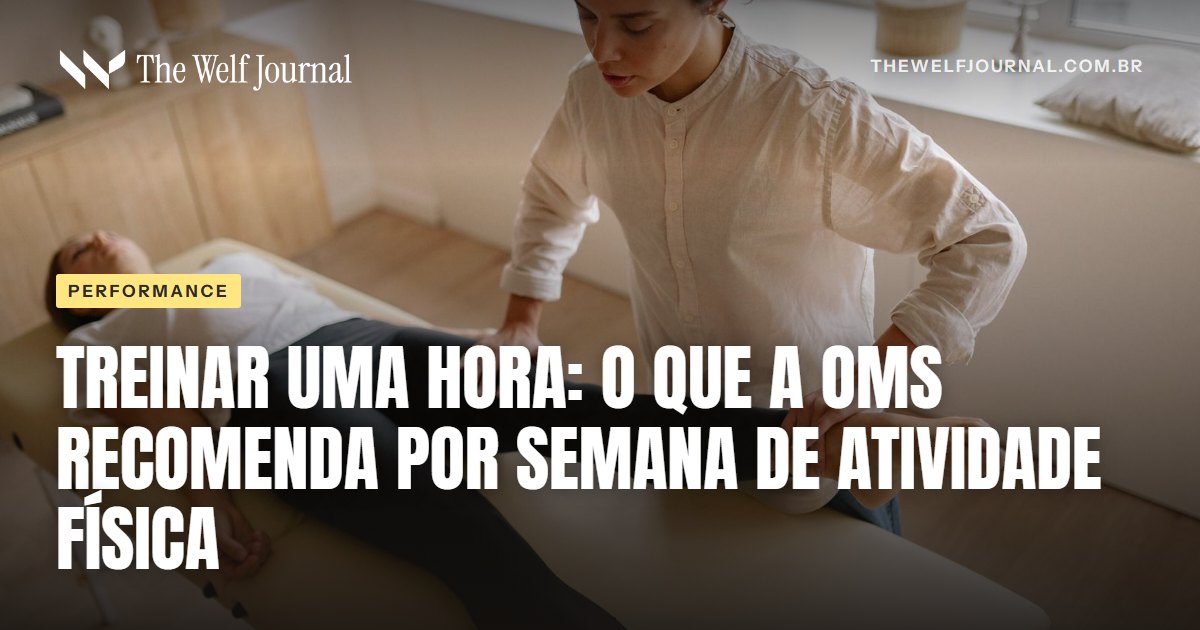 The Welf Journal
THEWELFJOURNAL.COM.BR
PERFORMANCE
TREINAR UMA HORA: O QUE A OMS
RECOMENDA POR SEMANA DE ATIVIDADE
FÍSICA